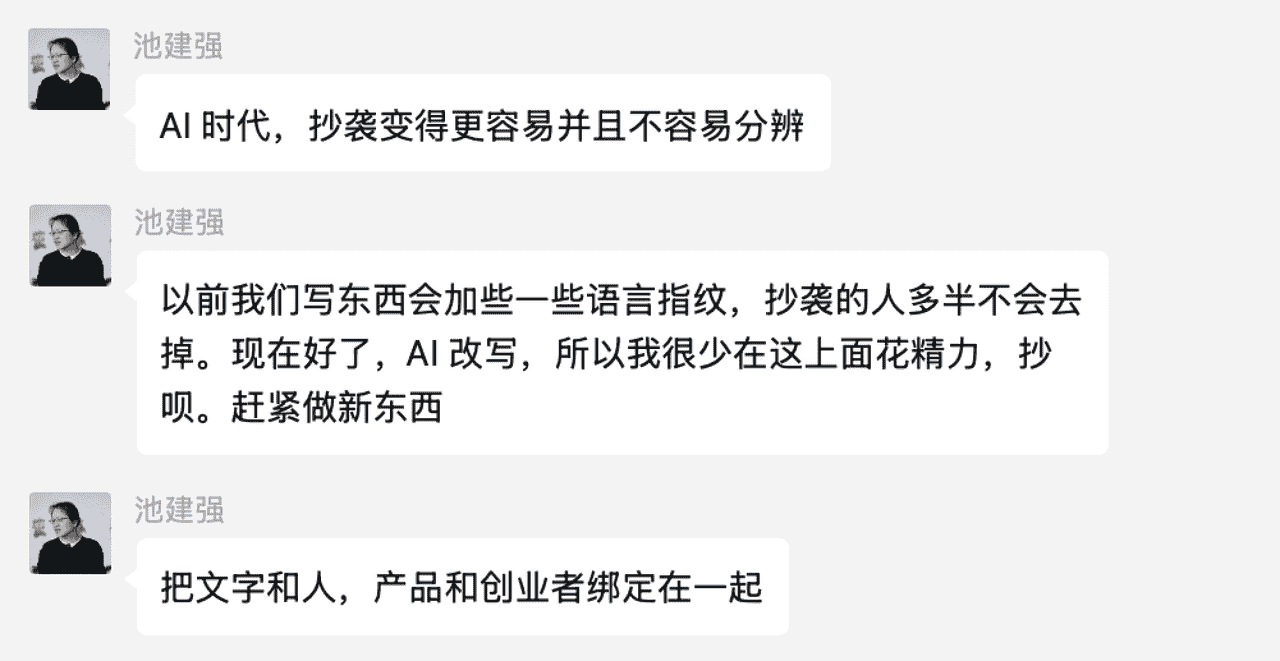 池建强
AI 时代，抄袭变得更容易并且不容易分辨
池建强
以前我们写东西会加些一些语言指纹，抄袭的人多半不会去
掉。现在好了，AI 改写，所以我很少在这上面花精力，抄
呗。赶紧做新东西
池建强
把文字和人，产品和创业者绑定在一起